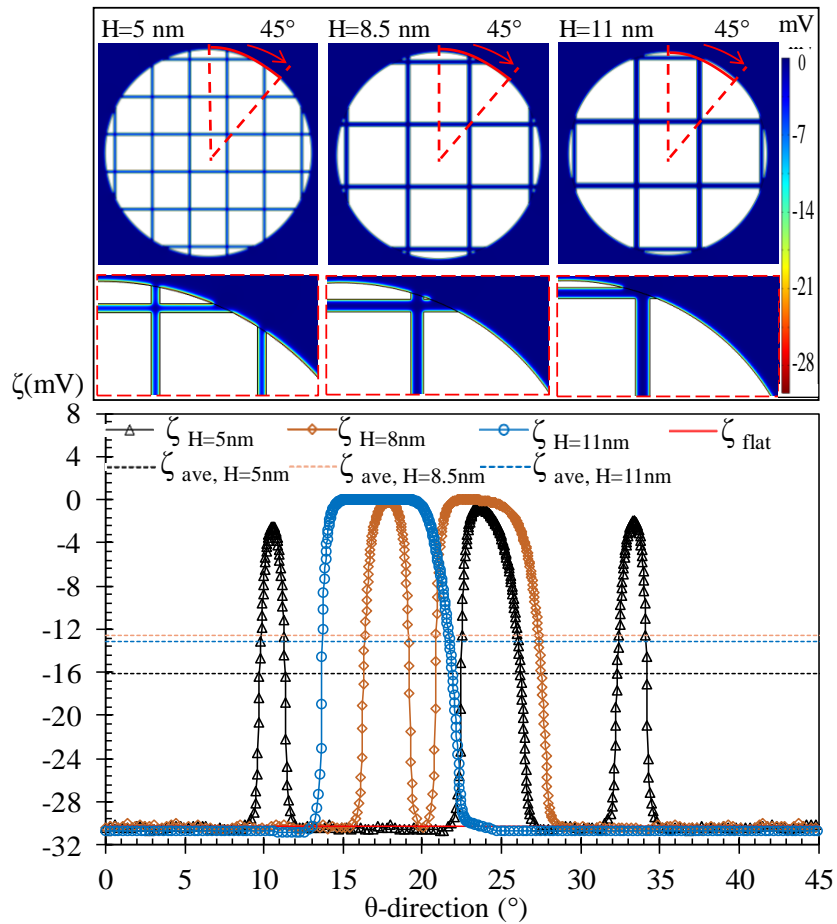 H=5 nm 45° H=8.5 nm 45° H=11 nm 45° mV
0
-7
-14
-21
-28
ζ(mV)
8
4
0
-4
-8
-12
-16
-20
-24
-28
-32
ζ H=5nm ζ H=8nm ζ H=11nm ζ flat
ζ ave, H=5nm ζ ave, H=8.5nm ζ ave, H=11nm
0 5 10 15 20 25 30 35 40 45
θ-direction (°)